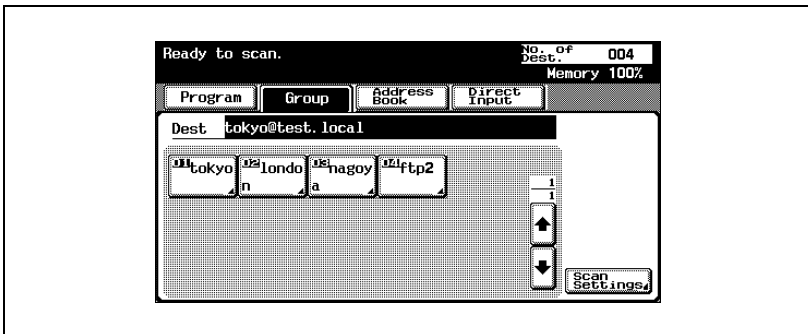 Ready to scan.
No. of Dest. 004
Memory 100%
Program
Group
Address Book
Direct Input
Dest tokyo@test.local
01 tokyo
02 londo
n
03 nagoy
a
04 ftp2
1
1
Scan
Settings